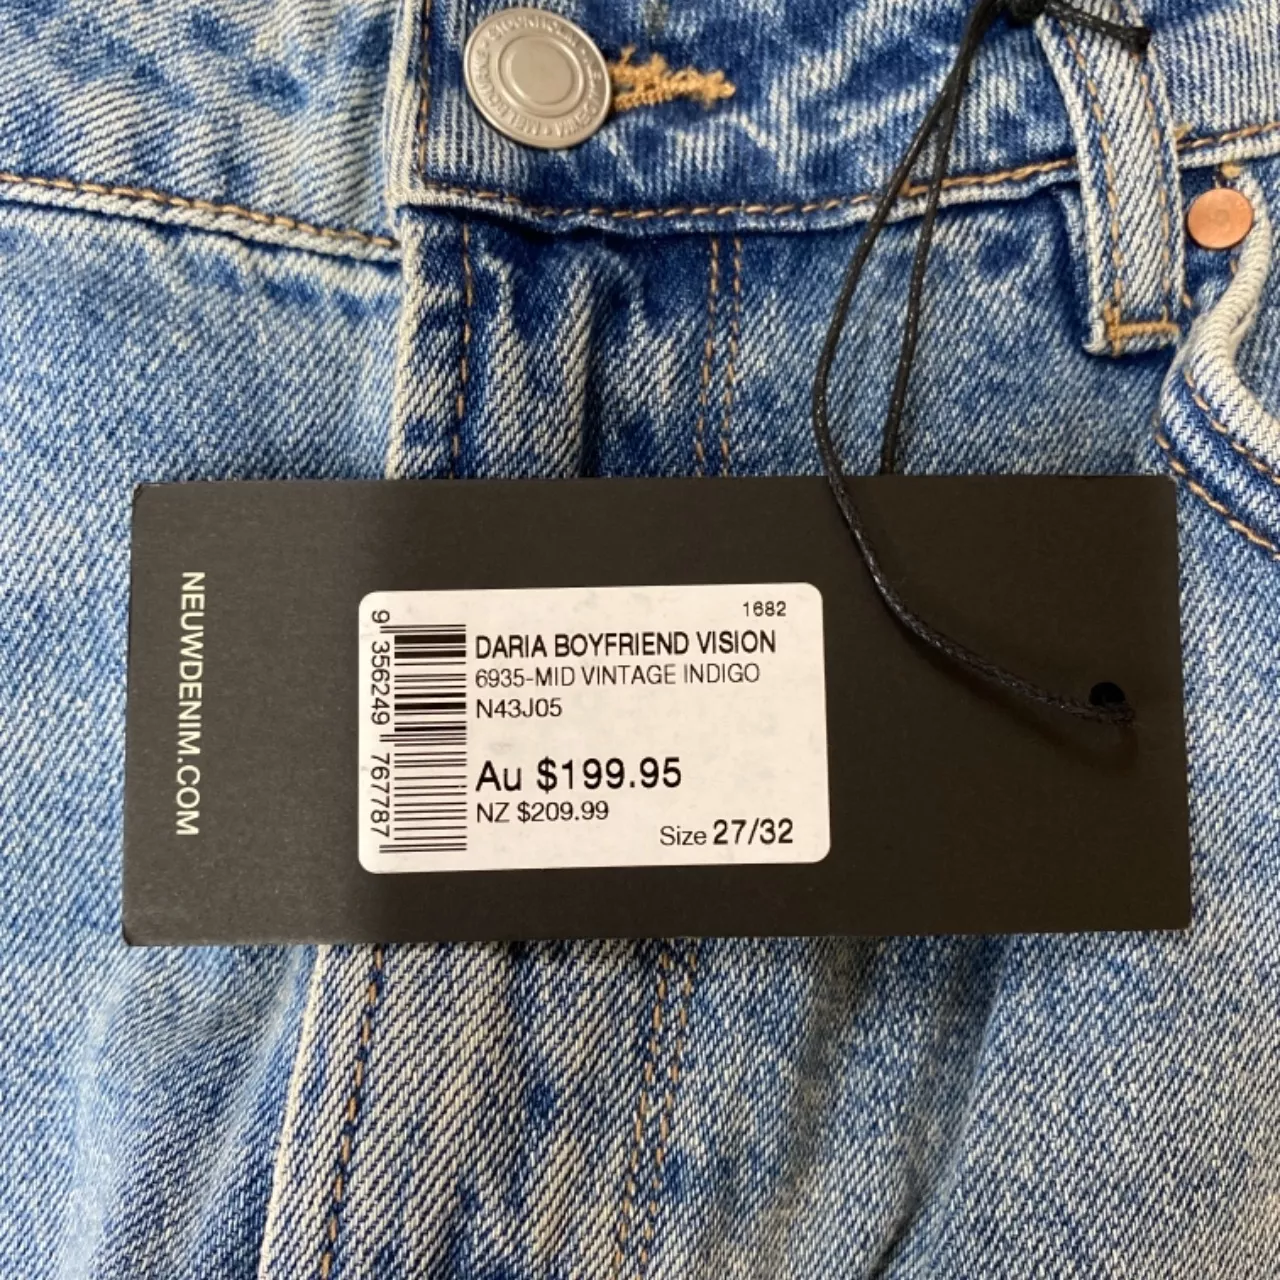 NEUWDENIM.COM
1682
DARIA BOYFRIEND VISION
6935-MID VINTAGE INDIGO
N43J05
Au $199.95
NZ $209.99
Size 27/32
9 356249 767787